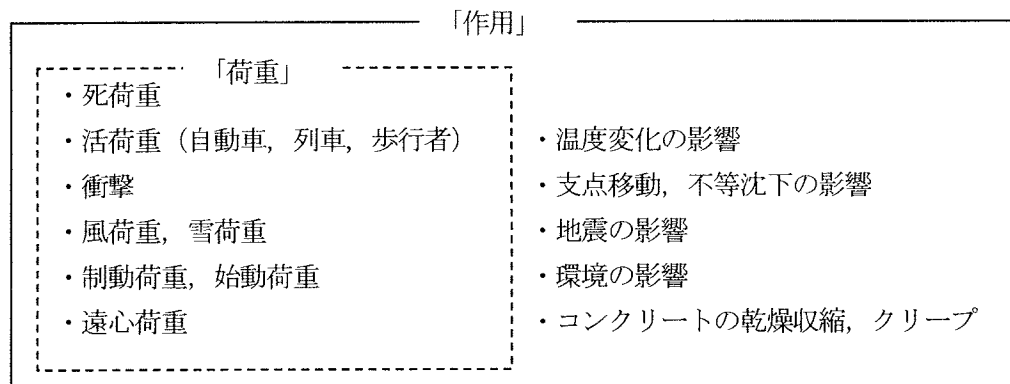 「作用」
「荷重」
・死荷重
・活荷重（自動車，列車，歩行者）
・衝撃
・風荷重，雪荷重
・制動荷重，始動荷重
・遠心荷重
・温度変化の影響
・支点移動，不等沈下の影響
・地震の影響
・環境の影響
・コンクリートの乾燥収縮，クリープ